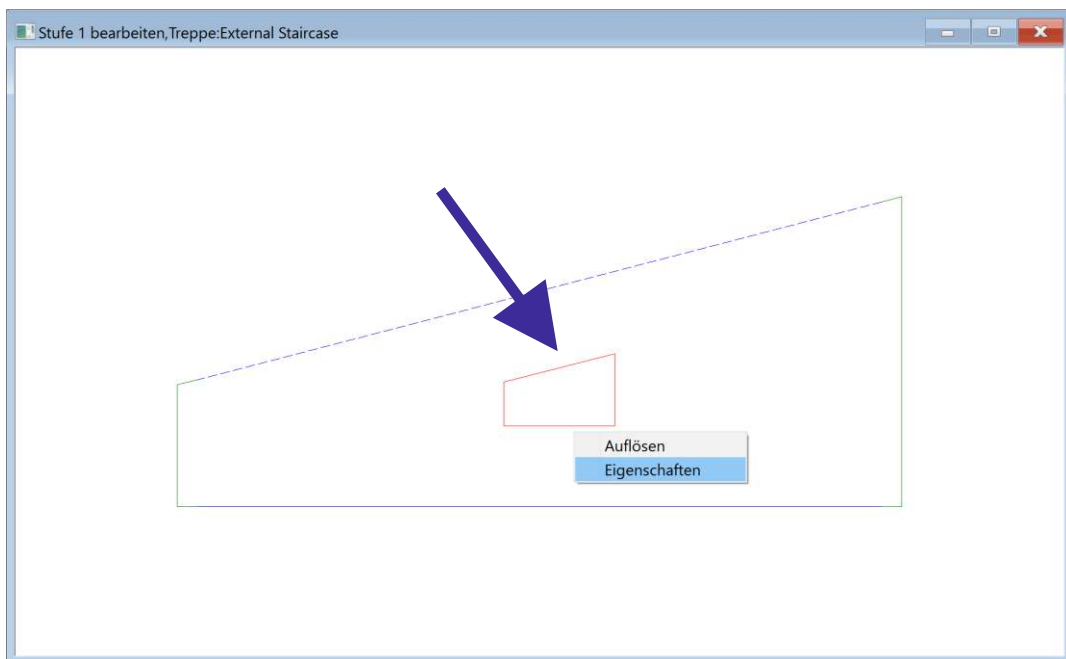 Stufe 1 bearbeiten,Treppe:External Staircase
Auflösen
Eigenschaften